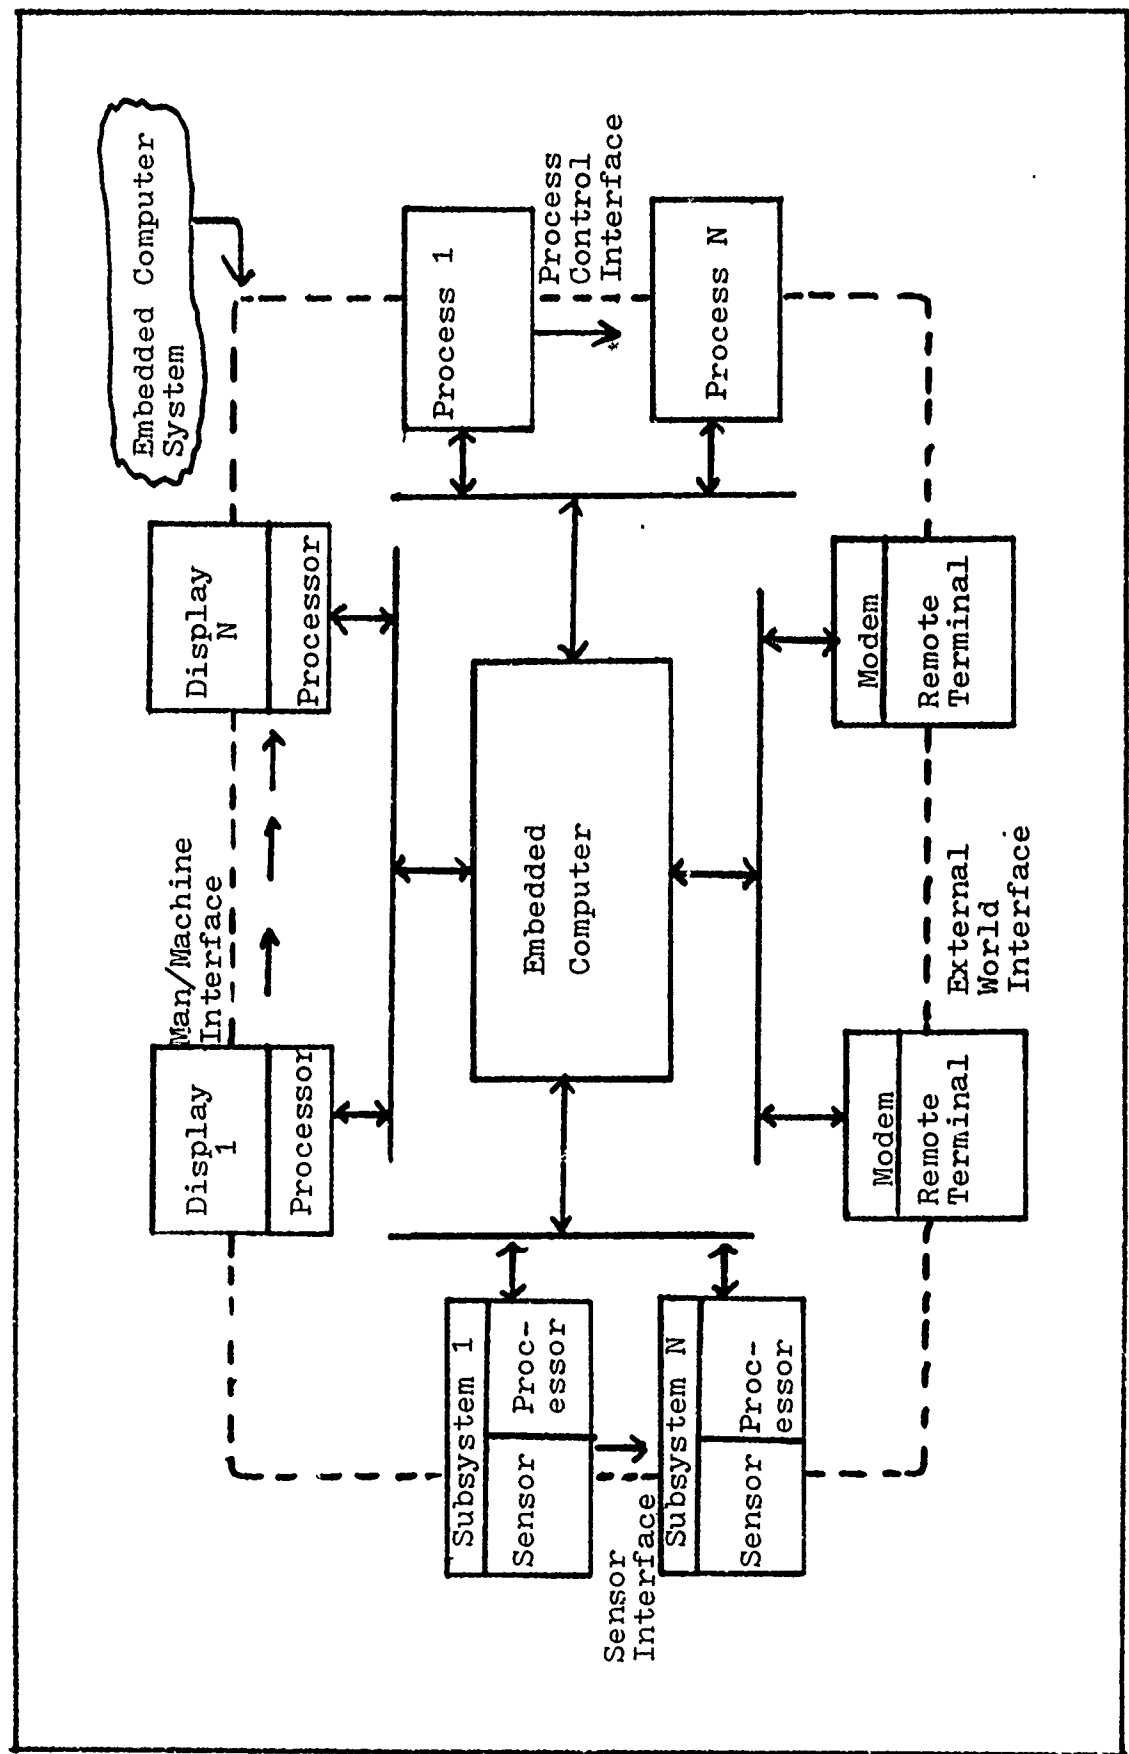 Embedded Computer
System
Man/Machine
Interface
Display
1
Processor
Display
N
Processor
Subsystem 1
Sensor
Proc-
essor
Sensor
Interface
Subsystem N
Sensor
Proc-
essor
Embedded
Computer
Process 1
Process
Control
Interface
Process N
Modem
Remote
Terminal
External
World
Interface
Modem
Remote
Terminal